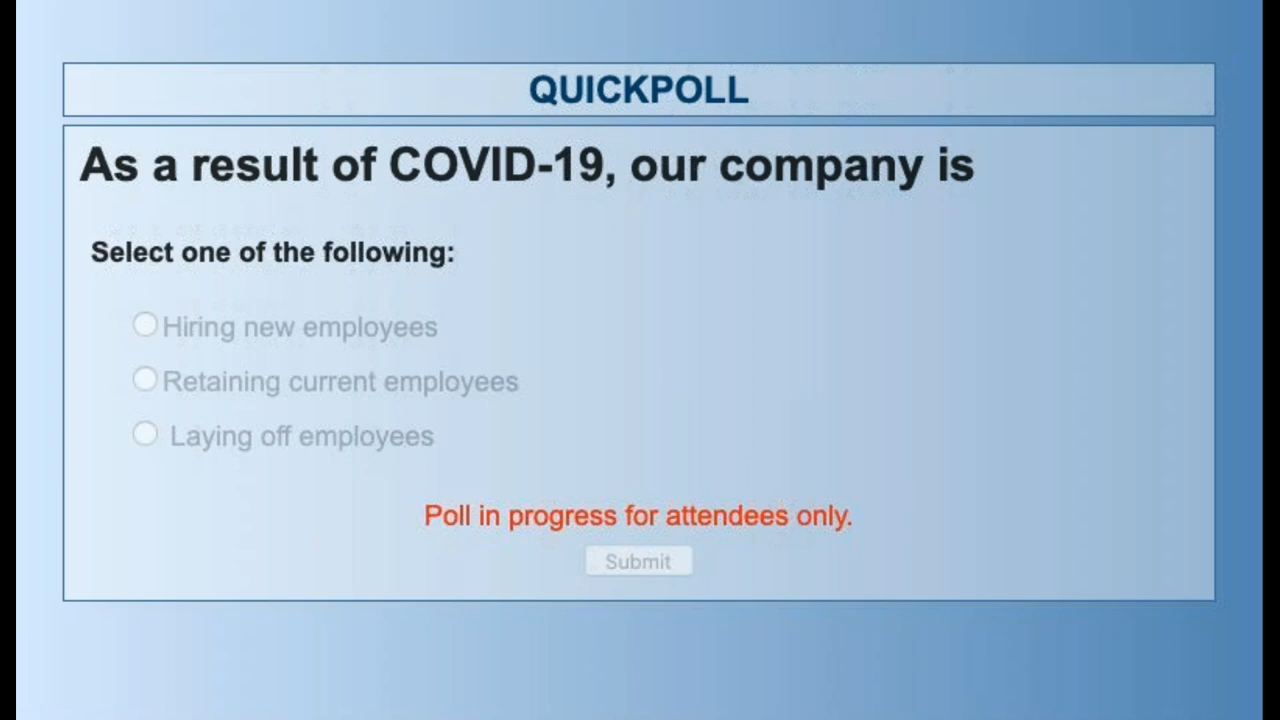 QUICKPOLL
As a result of COVID-19, our company is
Select one of the following:
Hiring new employees
Retaining current employees
Laying off employees
Poll in progress for attendees only.
Submit